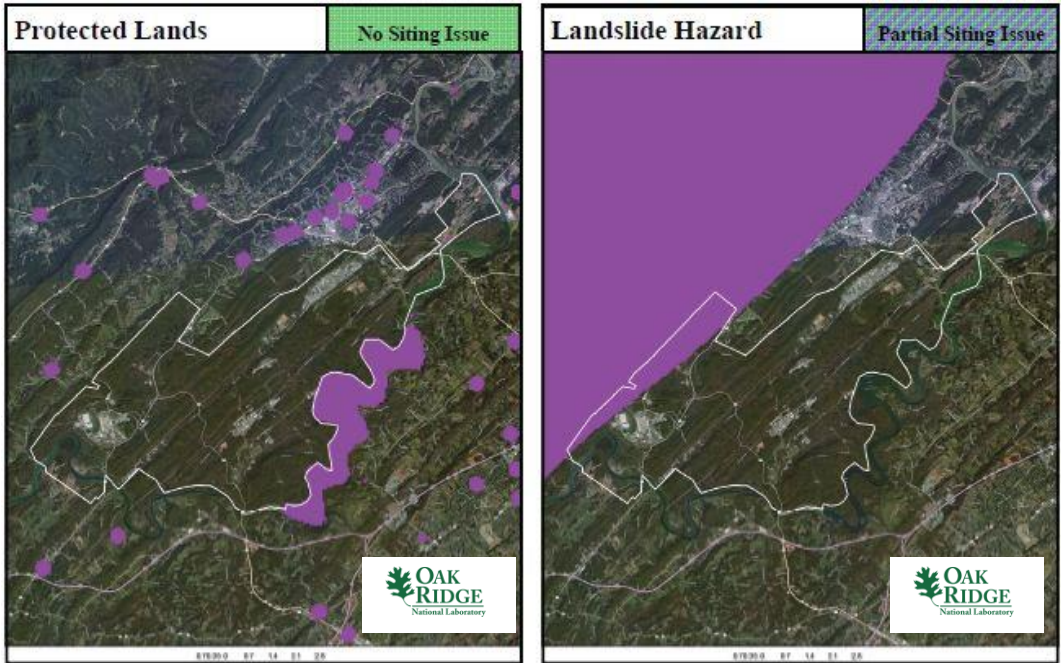 Protected Lands
No Siting Issue
OAK
RIDGE
National Laboratory
Landslide Hazard
Partial Siting Issue
OAK
RIDGE
National Laboratory